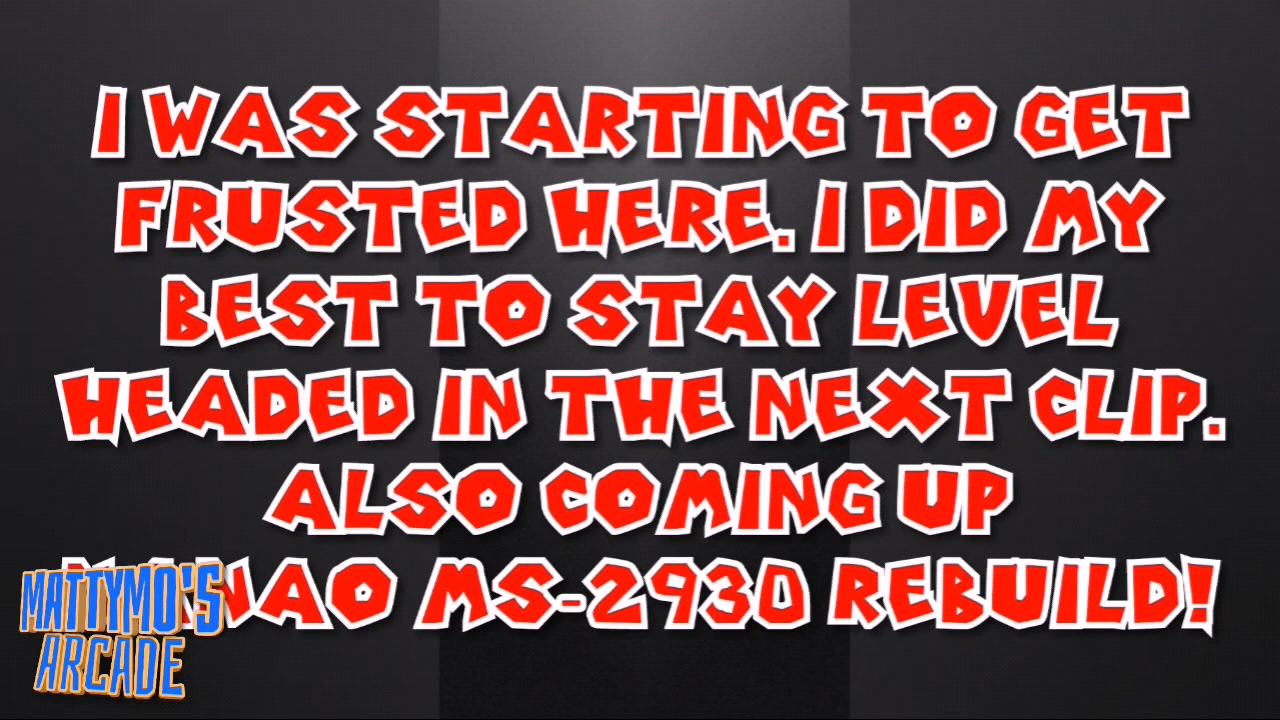 I WAS STARTING TO GET
FRUSTED HERE. I DID MY
BEST TO STAY LEVEL
HEADED IN THE NEXT CLIP.
ALSO COMING UP
MS-2930 REBUILD!
MATTYMO'S
ARCADE